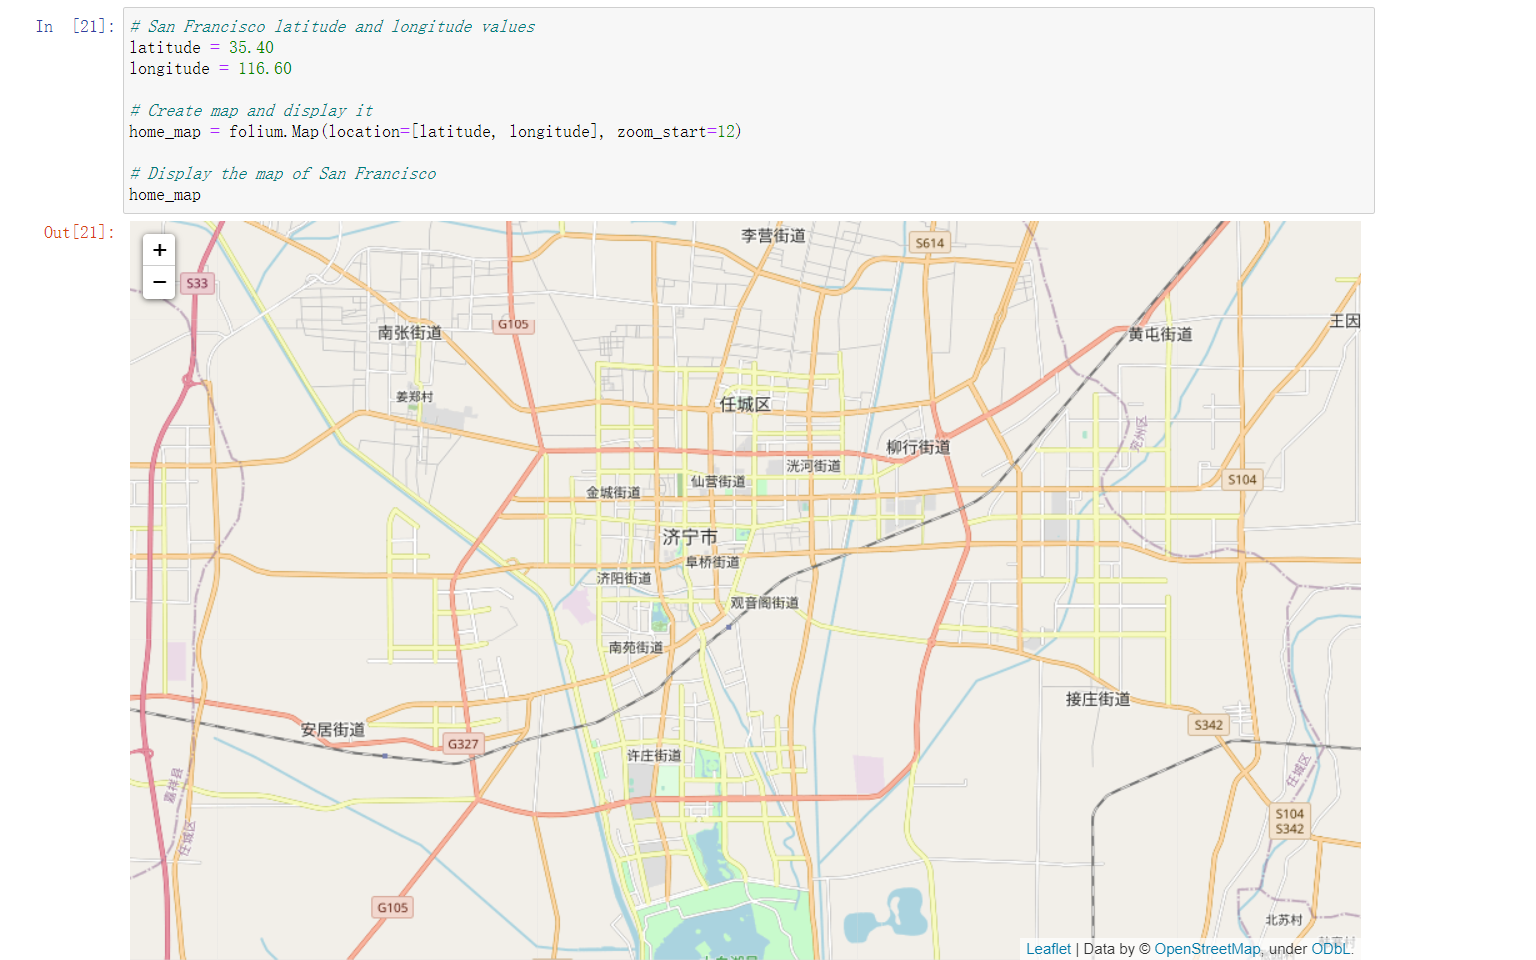 In [21]:
# San Francisco latitude and longitude values
latitude = 35.40
longitude = 116.60
# Create map and display it
home_map = folium.Map(location=[latitude, longitude], zoom_start=12)
# Display the map of San Francisco
home_map
Out[21]:
+
−
李营街道
S614
S33
王因
南张街道
G105
黄屯街道
姜郑村
任城区
兖州区
柳行街道
洸河街道
仙营街道
S104
金城街道
济宁市
阜桥街道
济阳街道
观音阁街道
南苑街道
接庄街道
S342
安居街道
G327
许庄街道
嘉祥县
任城区
任城区
S104
S342
G105
北苏村
Leaflet | Data by © OpenStreetMap, under ODbL.